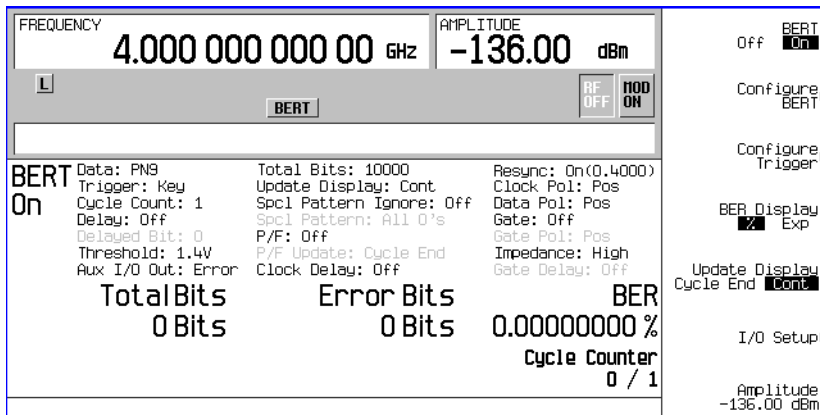 FREQUENCY
4.000 000 000 00 GHz
AMPLITUDE
-136.00 dBm
L
BERT
RF OFF
MOD ON
BERT On
Data: PN9
Trigger: Key
Cycle Count: 1
Delay: Off
Delayed Bit: 0
Threshold: 1.4V
Aux I/O Out: Error
Total Bits: 10000
Update Display: Cont
Spcl Pattern Ignore: Off
Spcl Pattern: All 0's
P/F: Off
P/F Update: Cycle End
Clock Delay: Off
Resync: On(0.4000)
Clock Pol: Pos
Data Pol: Pos
Gate: Off
Gate Pol: Pos
Impedance: High
Gate Delay: Off
Total Bits Error Bits BER
0 Bits 0 Bits 0.00000000 %
Cycle Counter
0 / 1
BERT
Off On
Configure
BERT
Configure
Trigger
BER Display
% Exp
Update Display
Cycle End Cont
I/O Setup
Amplitude
-136.00 dBm